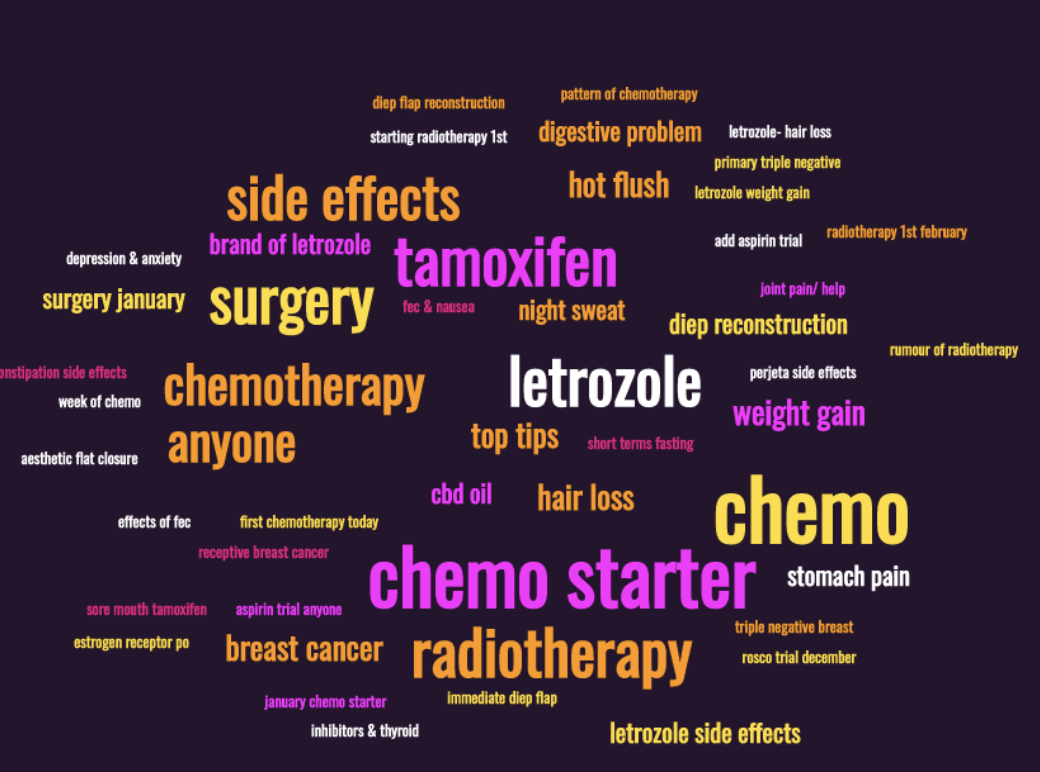 pattern of chemotherapy
diep flap reconstruction
starting radiotherapy 1st
digestive problem
letrozole- hair loss
primary triple negative
side effects
hot flush
letrozole weight gain
brand of letrozole
tamoxifen
add aspirin trial
radiotherapy 1st february
depression & anxiety
surgery january
surgery
fec & nausea
night sweat
joint pain/ help
diep reconstruction
rumour of radiotherapy
onstipation side effects
chemotherapy
letrozole
perjeta side effects
week of chemo
weight gain
anyone
top tips
short terms fasting
aesthetic flat closure
cbd oil
hair loss
chemo
effects of fec
first chemotherapy today
receptive breast cancer
chemo starter
stomach pain
sore mouth tamoxifen
aspirin trial anyone
triple negative breast
estrogen receptor po
breast cancer
radiotherapy
rosco trial december
january chemo starter
immediate diep flap
inhibitors & thyroid
letrozole side effects